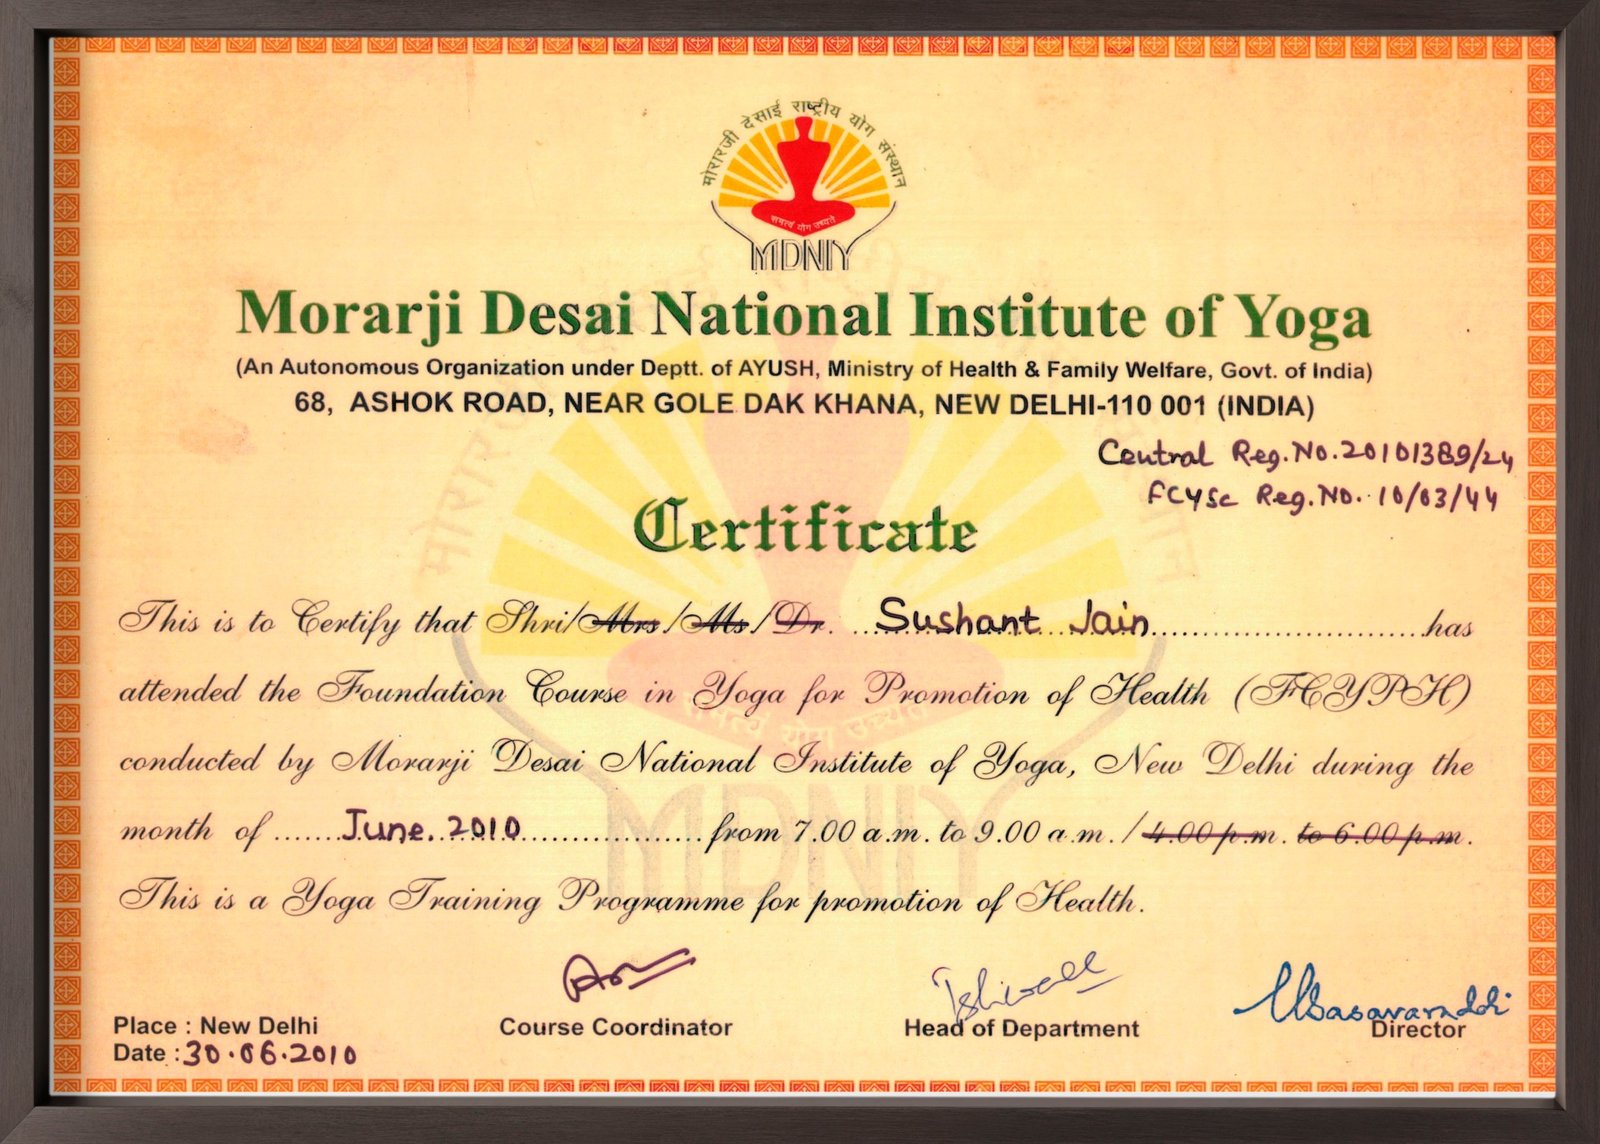 मोरारजी देसाई राष्ट्रीय योग संस्थान
समत्वं योग उच्यते
MDNIY
Morarji Desai National Institute of Yoga
(An Autonomous Organization under Deptt. of AYUSH, Ministry of Health & Family Welfare, Govt. of India)
68, ASHOK ROAD, NEAR GOLE DAK KHANA, NEW DELHI-110 001 (INDIA)
Central Reg.No.20101389/24
FCYSc Reg.No. 10/03/44
Certificate
This is to Certify that Shri/Mrs./Ms./Dr. ...Sushant Jain...has
attended the Foundation Course in Yoga for Promotion of Health (FCYPH)
conducted by Morarji Desai National Institute of Yoga, New Delhi during the
month of ......June. 2010......from 7.00 a.m. to 9.00 a.m. / 4.00 p.m. to 6.00 p.m.
This is a Yoga Training Programme for promotion of Health.
Place : New Delhi
Date : 30.06.2010
Course Coordinator
Head of Department
Basavaraddi
Director